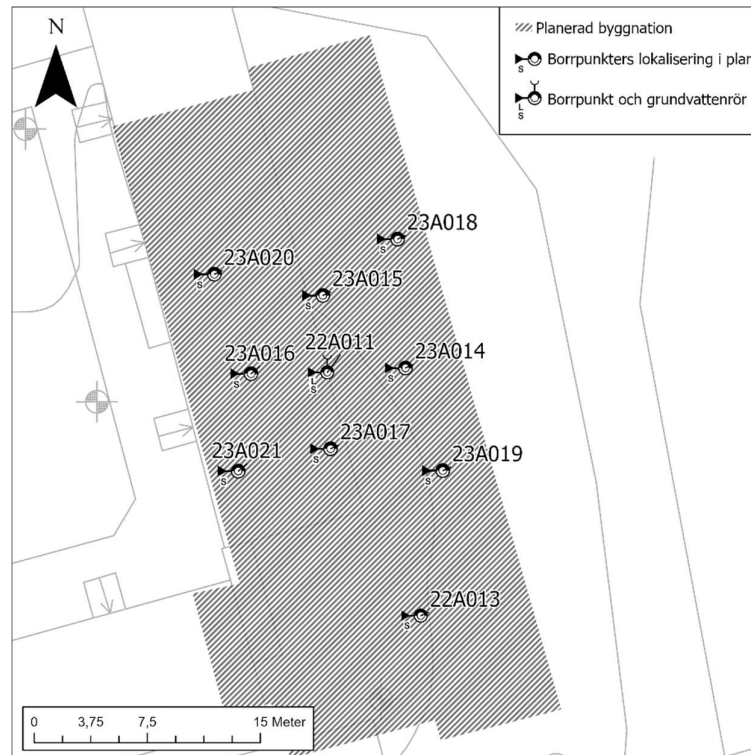 N
Planerad byggnation
S
Borrpunkters lokalisering i plan
L
S
Borrpunkt och grundvattenrör
23A018
S
23A020
S
23A015
S
22A011
L
S
23A014
S
23A016
S
23A017
S
23A021
S
23A019
S
22A013
S
0 3,75 7,5 15 Meter